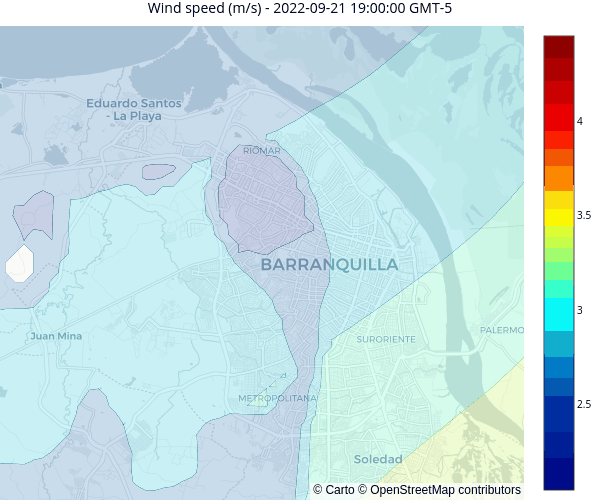 Wind speed (m/s) - 2022-09-21 19:00:00 GMT-5
Eduardo Santos
- La Playa
RIOMAR
BARRANQUILLA
Juan Mina
PALERMO
SURORIENTE
METROPOLITANA
Soledad
© Carto © OpenStreetMap contributors
4
3.5
3
2.5